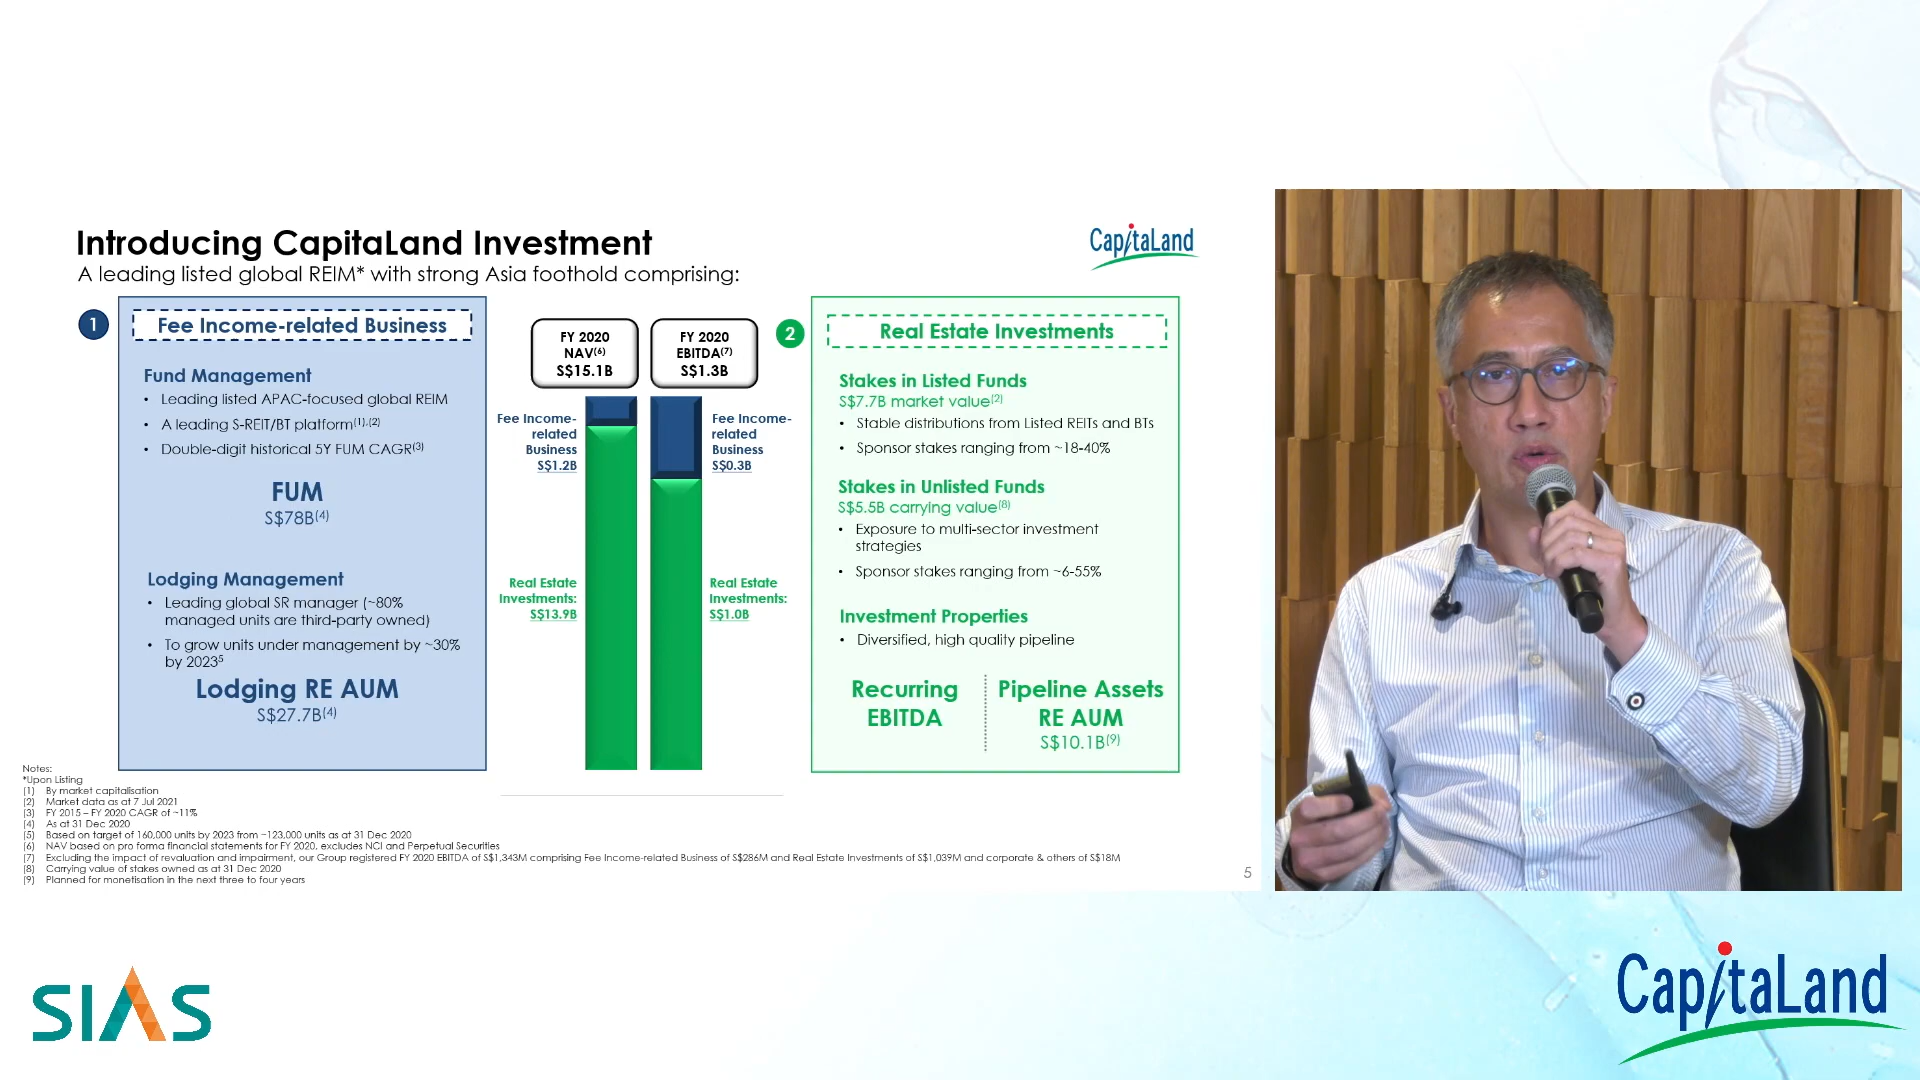 Introducing CapitaLand Investment
A leading listed global REIM* with strong Asia foothold comprising:
CapitaLand
1
Fee Income-related Business
Fund Management
• Leading listed APAC-focused global REIM
• A leading S-REIT/BT platform(1),(2)
• Double-digit historical 5Y FUM CAGR(3)
FUM
S$78B(4)
Lodging Management
• Leading global SR manager (~80%
managed units are third-party owned)
• To grow units under management by ~30%
by 20235
Lodging RE AUM
S$27.7B(4)
FY 2020
NAV(6)
S$15.1B
FY 2020
EBITDA(7)
S$1.3B
Fee Income-
related
Business
S$1.2B
Fee Income-
related
Business
S$0.3B
Real Estate
Investments:
S$13.9B
Real Estate
Investments:
S$1.0B
2
Real Estate Investments
Stakes in Listed Funds
S$7.7B market value(2)
• Stable distributions from Listed REITs and BTs
• Sponsor stakes ranging from ~18-40%
Stakes in Unlisted Funds
S$5.5B carrying value(8)
• Exposure to multi-sector investment
strategies
• Sponsor stakes ranging from ~6-55%
Investment Properties
• Diversified, high quality pipeline
Recurring
EBITDA
Pipeline Assets
RE AUM
S$10.1B(9)
Notes:
*Upon Listing
(1) By market capitalisation
(2) Market data as at 7 Jul 2021
(3) FY 2015 – FY 2020 CAGR of ~11%
(4) As at 31 Dec 2020
(5) Based on target of 160,000 units by 2023 from ~123,000 units as at 31 Dec 2020
(6) NAV based on pro forma financial statements for FY 2020, excludes NCI and Perpetual Securities
(7) Excluding the impact of revaluation and impairment, our Group registered FY 2020 EBITDA of S$1,343M comprising Fee Income-related Business of S$286M and Real Estate Investments of S$1,039M and corporate & others of S$18M
(8) Carrying value of stakes owned as at 31 Dec 2020
(9) Planned for monetisation in the next three to four years
5
SIAS
CapitaLand